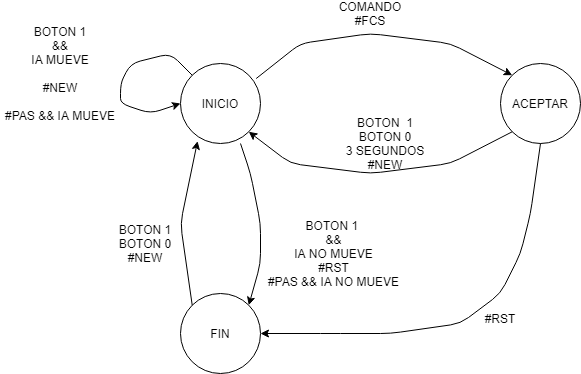 COMANDO
#FCS
BOTON 1
&&
IA MUEVE
#NEW
#PAS && IA MUEVE
INICIO
ACEPTAR
BOTON 1
BOTON 0
3 SEGUNDOS
#NEW
BOTON 1
BOTON 0
#NEW
BOTON 1
&&
IA NO MUEVE
#RST
#PAS && IA NO MUEVE
#RST
FIN